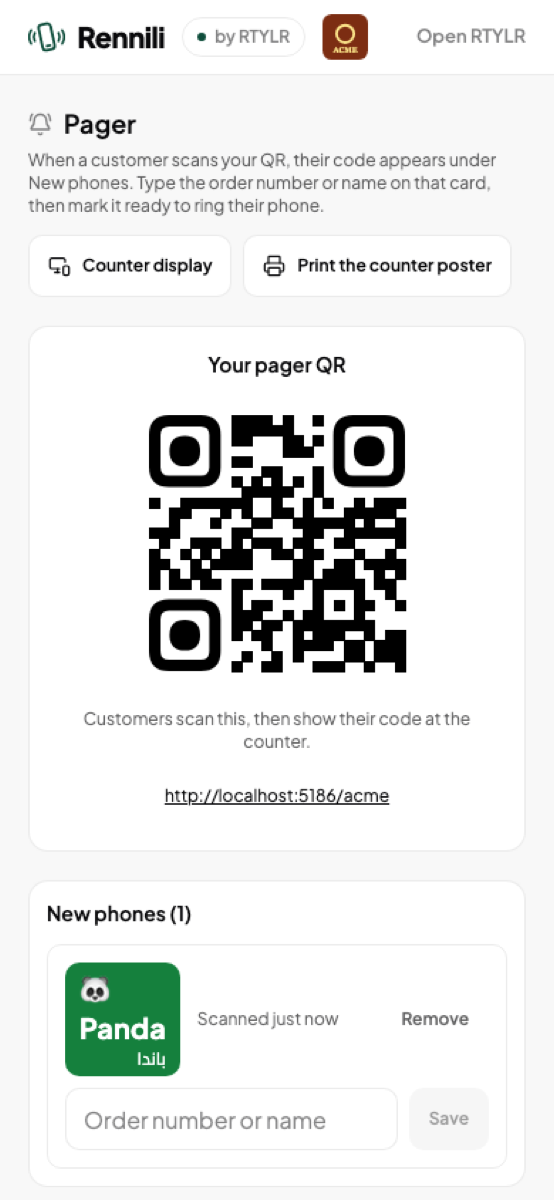 Rennili
by RTYLR
ACME
Open RTYLR
Pager
When a customer scans your QR, their code appears under
New phones. Type the order number or name on that card,
then mark it ready to ring their phone.
Counter display
Print the counter poster
Your pager QR
Customers scan this, then show their code at the
counter.
http://localhost:5186/acme
New phones (1)
Panda
باندا
Scanned just now
Remove
Order number or name
Save